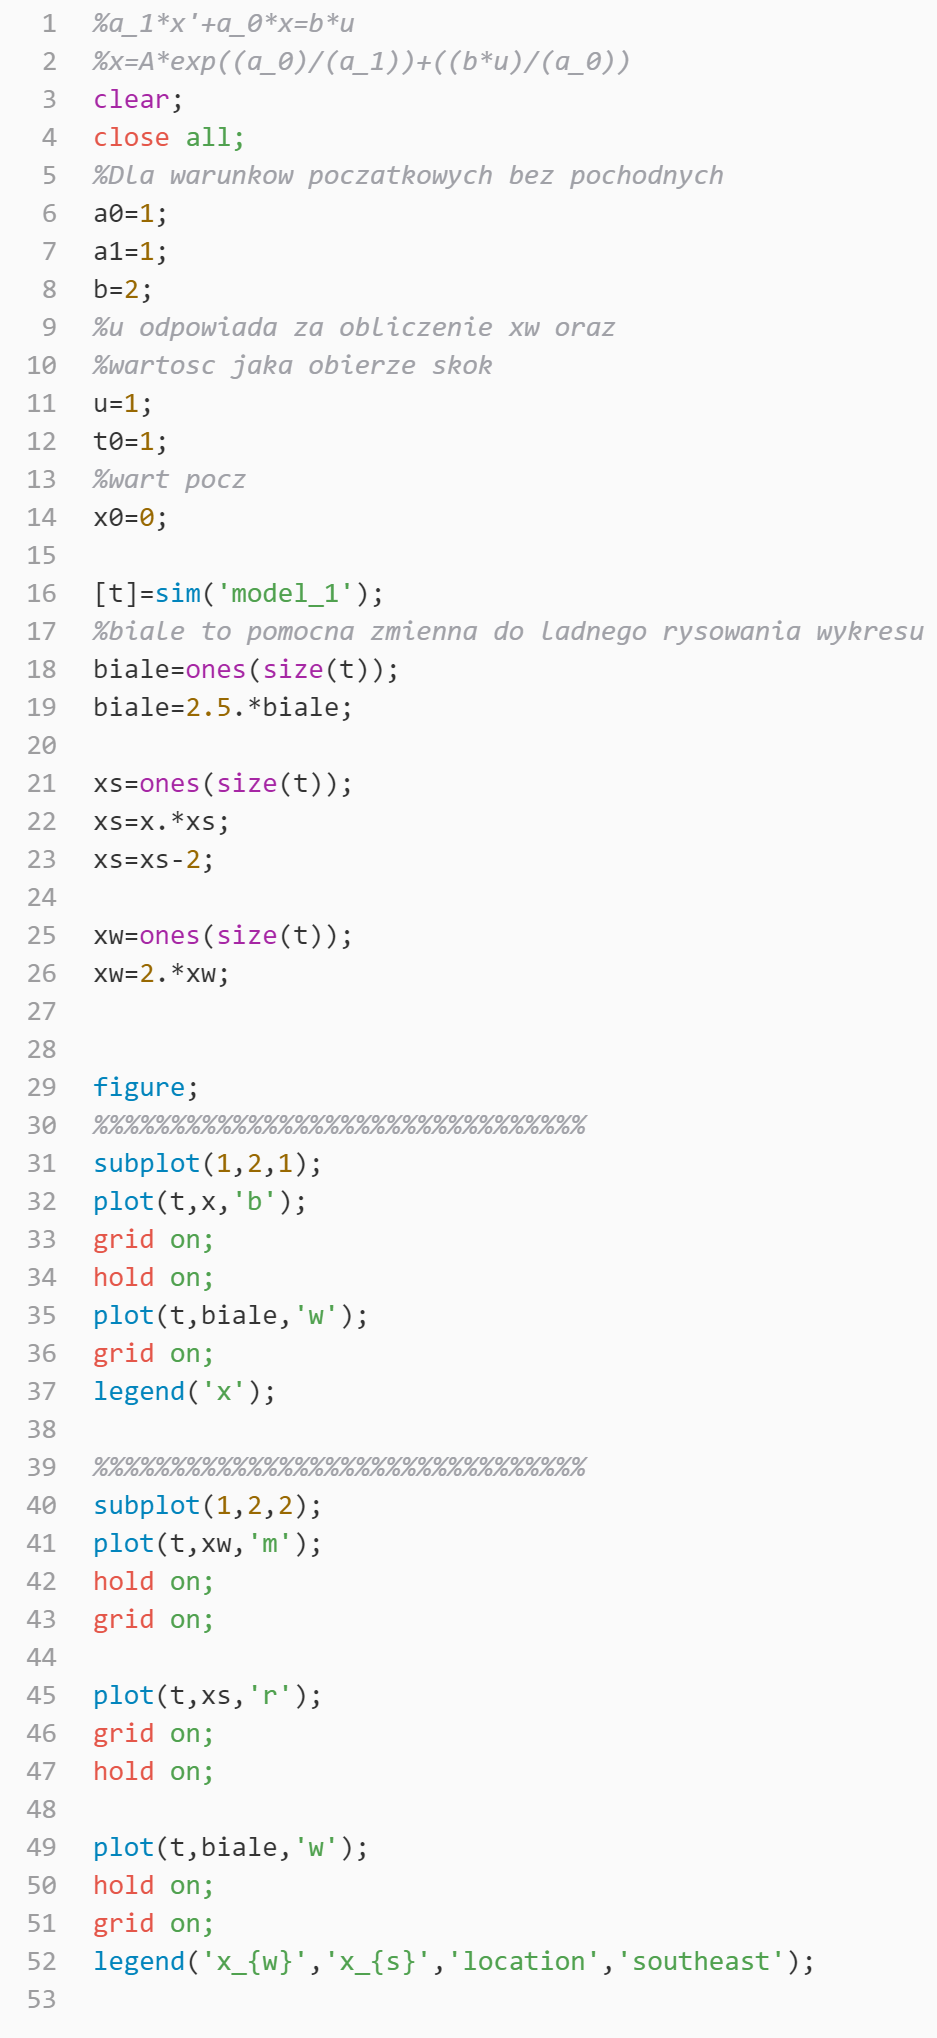 1 %a_1*x'+a_0*x=b*u
2 %x=A*exp((a_0)/(a_1))+((b*u)/(a_0))
3 clear;
4 close all;
5 %Dla warunkow poczatkowych bez pochodnych
6 a0=1;
7 a1=1;
8 b=2;
9 %u odpowiada za obliczenie xw oraz
10 %wartosc jaka obierze skok
11 u=1;
12 t0=1;
13 %wart pocz
14 x0=0;
15
16 [t]=sim('model_1');
17 %biale to pomocna zmienna do ladnego rysowania wykresu
18 biale=ones(size(t));
19 biale=2.5.*biale;
20
21 xs=ones(size(t));
22 xs=x.*xs;
23 xs=xs-2;
24
25 xw=ones(size(t));
26 xw=2.*xw;
27
28
29 figure;
30 %%%%%%%%%%%%%%%%%%%%%%%%%%%%%%%%
31 subplot(1,2,1);
32 plot(t,x,'b');
33 grid on;
34 hold on;
35 plot(t,biale,'w');
36 grid on;
37 legend('x');
38
39 %%%%%%%%%%%%%%%%%%%%%%%%%%%%%%%%
40 subplot(1,2,2);
41 plot(t,xw,'m');
42 hold on;
43 grid on;
44
45 plot(t,xs,'r');
46 grid on;
47 hold on;
48
49 plot(t,biale,'w');
50 hold on;
51 grid on;
52 legend('x_{w}','x_{s}','location','southeast');
53